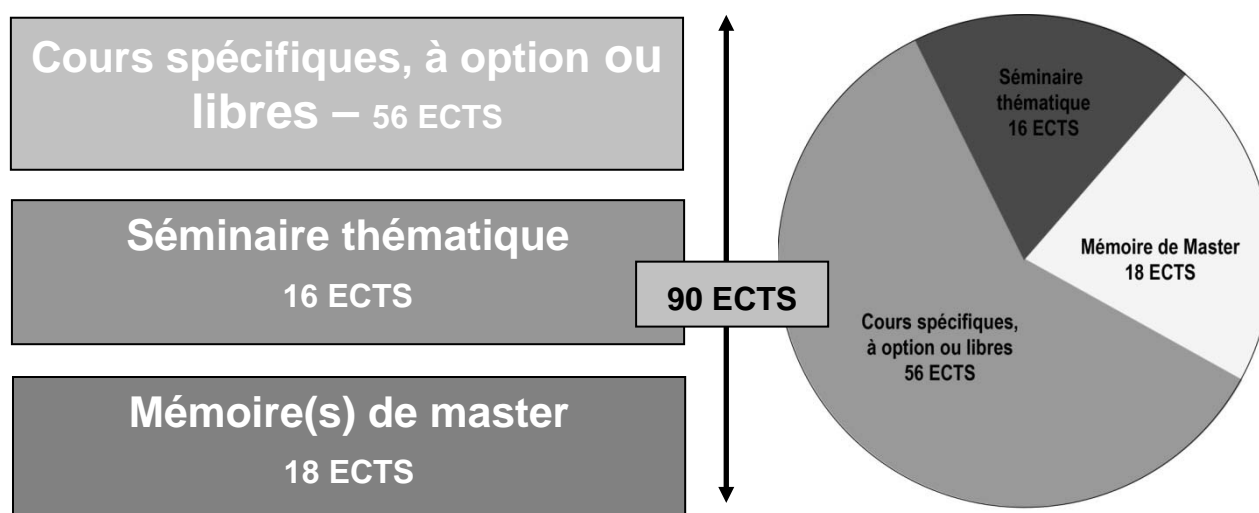 Cours spécifiques, à option ou
libres – 56 ECTS
Séminaire thématique
16 ECTS
Mémoire(s) de master
18 ECTS
90 ECTS
Séminaire
thématique
16 ECTS
Mémoire de Master
18 ECTS
Cours spécifiques,
à option ou libres
56 ECTS